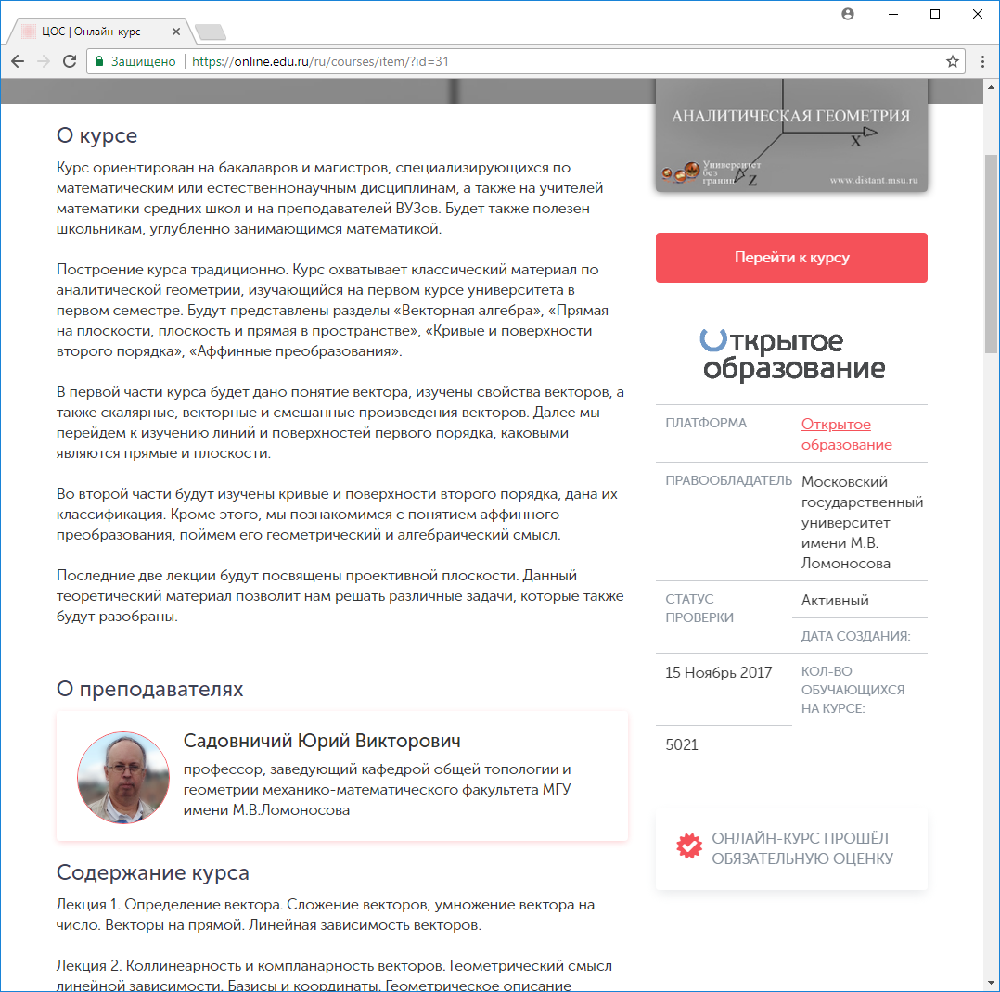 ЦОС | Онлайн-курс
Защищено
https://online.edu.ru/ru/courses/item/?id=31
О курсе
Курс ориентирован на бакалавров и магистров, специализирующихся по
математическим или естественнонаучным дисциплинам, а также на учителей
математики средних школ и на преподавателей ВУЗов. Будет также полезен
школьникам, углубленно занимающимся математикой.
Построение курса традиционно. Курс охватывает классический материал по
аналитической геометрии, изучающийся на первом курсе университета в
первом семестре. Будут представлены разделы «Векторная алгебра», «Прямая
на плоскости, плоскость и прямая в пространстве», «Кривые и поверхности
второго порядка», «Аффинные преобразования».
В первой части курса будет дано понятие вектора, изучены свойства векторов, а
также скалярные, векторные и смешанные произведения векторов. Далее мы
перейдем к изучению линий и поверхностей первого порядка, каковыми
являются прямые и плоскости.
Во второй части будут изучены кривые и поверхности второго порядка, дана их
классификация. Кроме этого, мы познакомимся с понятием аффинного
преобразования, поймем его геометрический и алгебраический смысл.
Последние две лекции будут посвящены проективной плоскости. Данный
теоретический материал позволит нам решать различные задачи, которые также
будут разобраны.
О преподавателях
Садовничий Юрий Викторович
профессор, заведующий кафедрой общей топологии и
геометрии механико-математического факультета МГУ
имени М.В.Ломоносова
Содержание курса
Лекция 1. Определение вектора. Сложение векторов, умножение вектора на
число. Векторы на прямой. Линейная зависимость векторов.
Лекция 2. Коллинеарность и компланарность векторов. Геометрический смысл
линейной зависимости. Базисы и координаты. Геометрическое описание
АНАЛИТИЧЕСКАЯ ГЕОМЕТРИЯ
X
Университет
без
границ
Z
www.distant.msu.ru
Перейти к курсу
Открытое
образование
ПЛАТФОРМА
Открытое
образование
ПРАВООБЛАДАТЕЛЬ
Московский
государственный
университет
имени М.В.
Ломоносова
СТАТУС
ПРОВЕРКИ
Активный
ДАТА СОЗДАНИЯ:
15 Ноябрь 2017
КОЛ-ВО
ОБУЧАЮЩИХСЯ
НА КУРСЕ:
5021
ОНЛАЙН-КУРС ПРОШЁЛ
ОБЯЗАТЕЛЬНУЮ ОЦЕНКУ